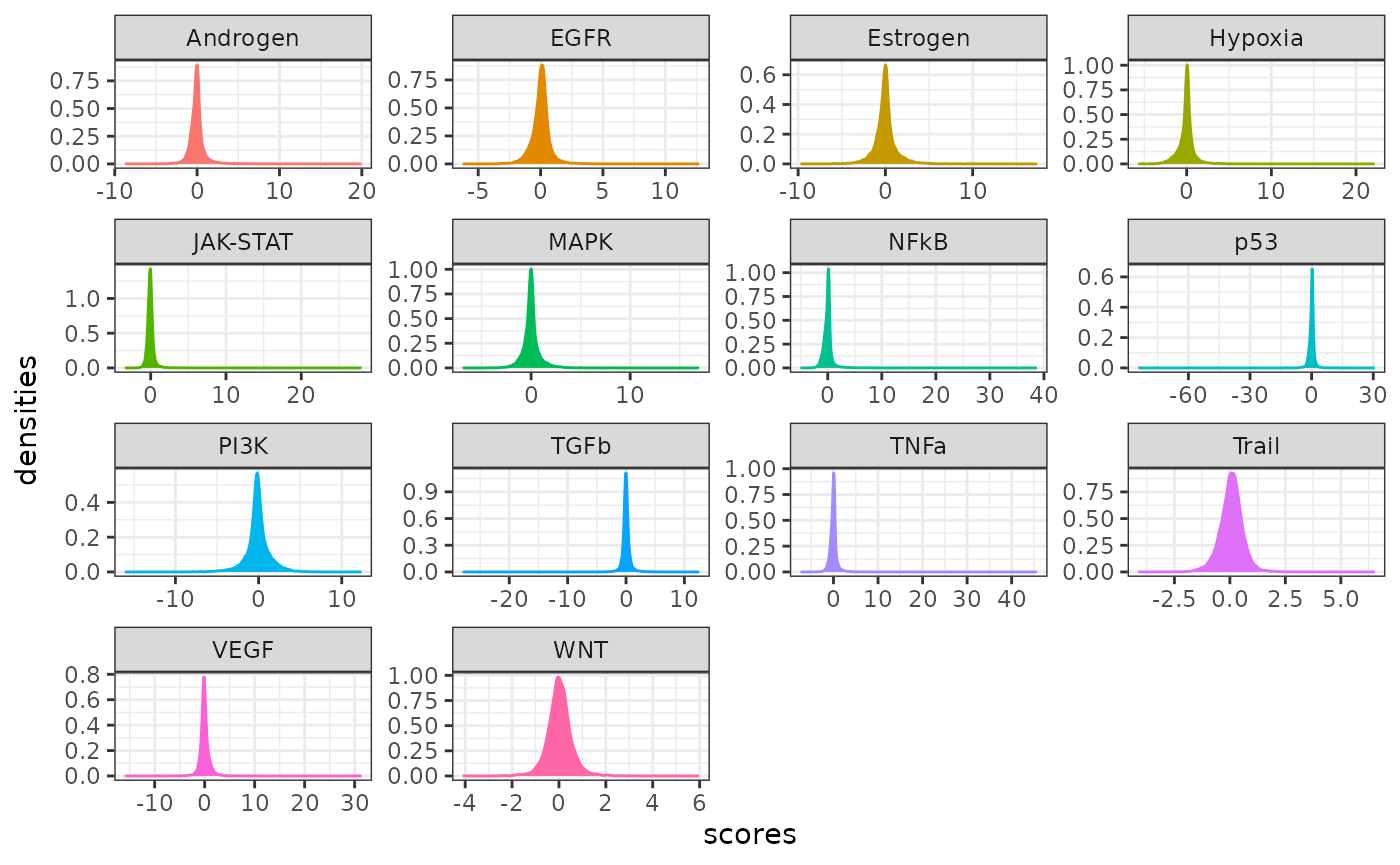 Androgen EGFR Estrogen Hypoxia
0.75 0.50 0.25 0.00
0.75 0.50 0.25 0.00
0.6 0.4 0.2 0.0
1.00 0.75 0.50 0.25 0.00
-10 0 10 20 -5 0 5 10 -10 0 10 0 10 20
JAK-STAT MAPK NFkB p53
1.0 0.5 0.0
1.00 0.75 0.50 0.25 0.00
1.00 0.75 0.50 0.25 0.00
0.6 0.4 0.2 0.0
0 10 20 0 10 0 10 20 30 40 -60 -30 0 30
densities
PI3K TGFb TNFa Trail
0.4 0.2 0.0
0.9 0.6 0.3 0.0
1.00 0.75 0.50 0.25 0.00
0.75 0.50 0.25 0.00
-10 0 10 -20 -10 0 10 0 10 20 30 40 -2.5 0.0 2.5 5.0
VEGF WNT
0.8 0.6 0.4 0.2 0.0
1.00 0.75 0.50 0.25 0.00
-10 0 10 20 30 -4 -2 0 2 4 6
scores